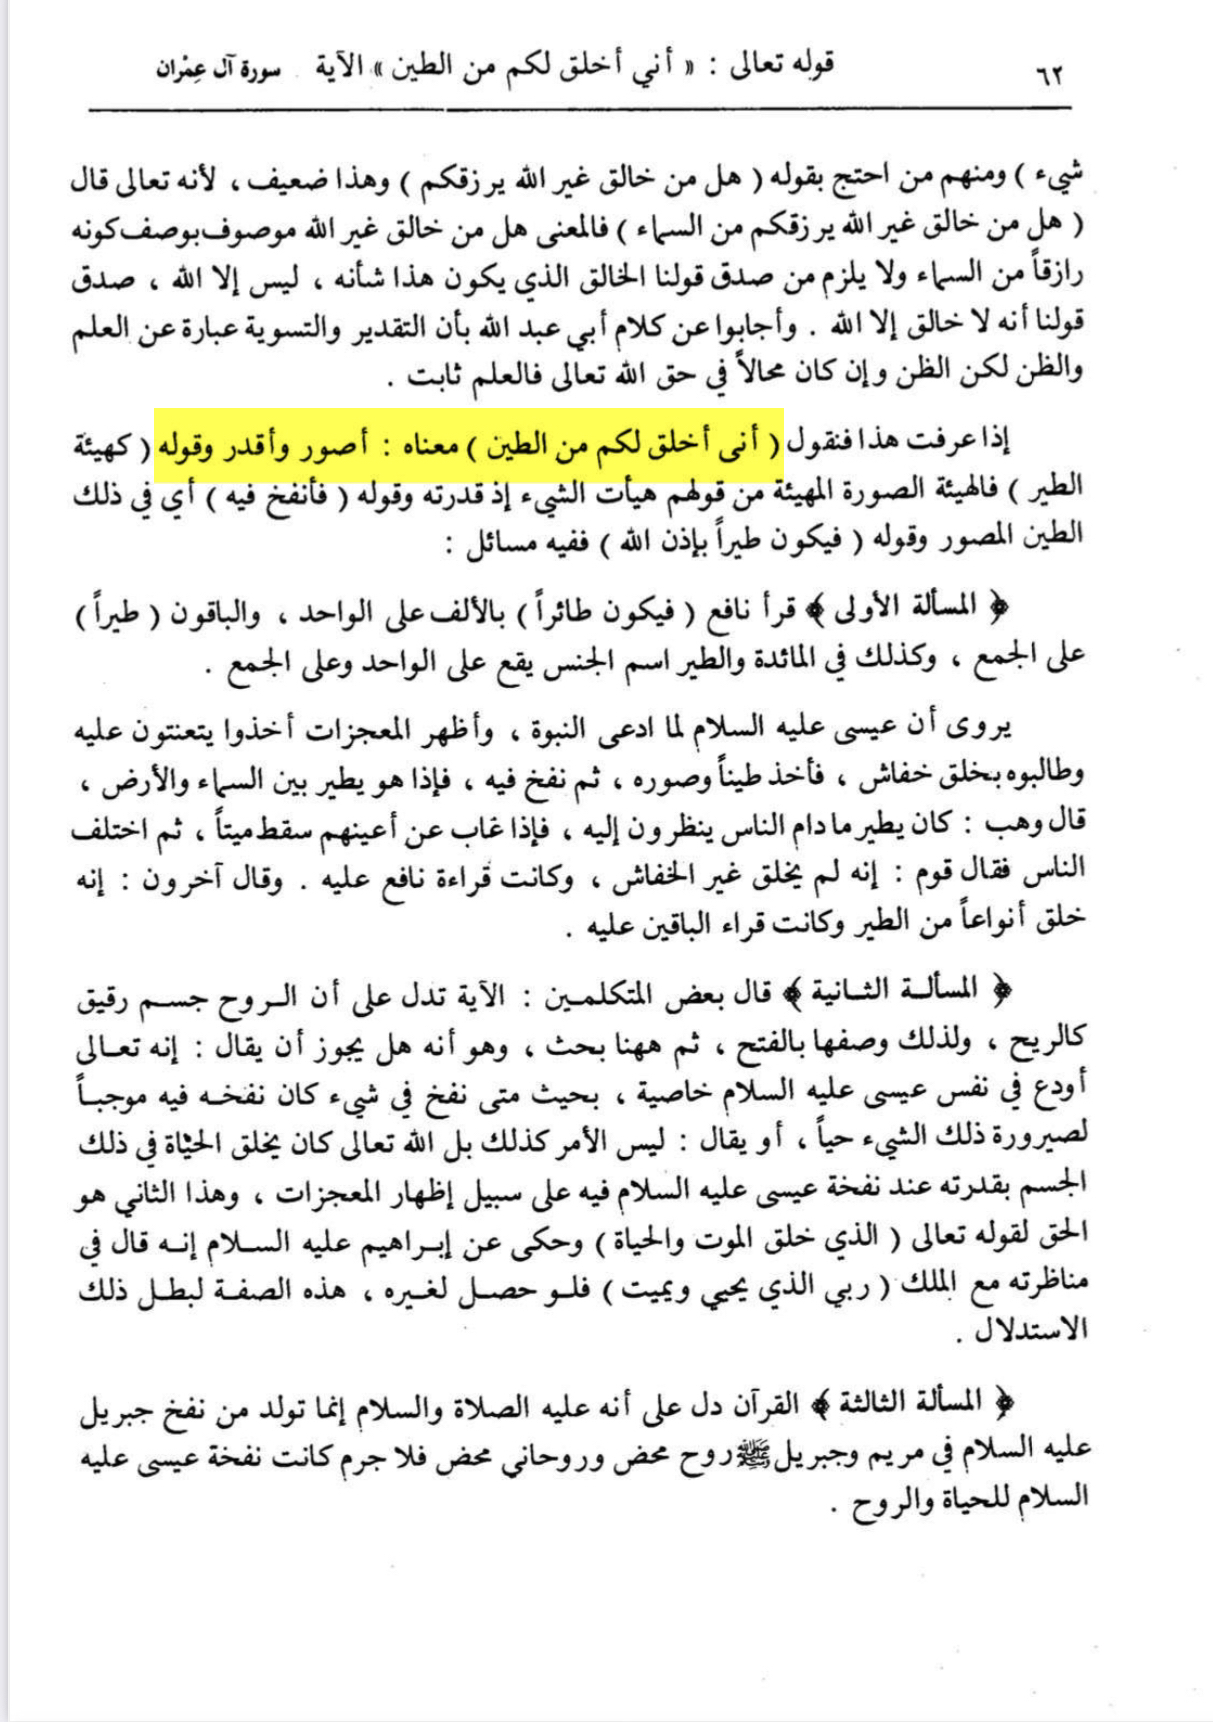 ٦٢ قوله تعالى : « أني أخلق لكم من الطين » الآية . سورة آل عِمْران
شيء ) ومنهم من احتج بقوله ( هل من خالق غير الله يرزقكم ) وهذا ضعيف ، لأنه تعالى قال
( هل من خالق غير الله يرزقكم من السماء ) فالمعنى هل من خالق غير الله موصوف بوصف كونه
رازقاً من السماء ولا يلزم من صدق قولنا الخالق الذي يكون هذا شأنه ، ليس إلا الله ، صدق
قولنا أنه لا خالق إلا الله . وأجابوا عن كلام أبي عبد الله بأن التقدير والتسوية عبارة عن العلم
والظن لكن الظن وإن كان محالاً في حق الله تعالى فالعلم ثابت .
إذا عرفت هذا فنقول ( أنى أخلق لكم من الطين ) معناه : أصور وأقدر وقوله ( كهيئة
الطير ) فالهيئة الصورة المهيئة من قولهم هيأت الشيء إذ قدرته وقوله ( فأنفخ فيه ) أي في ذلك
الطين المصور وقوله ( فيكون طيراً بإذن الله ) ففيه مسائل :
﴿ المسألة الأولى ﴾ قرأ نافع ( فيكون طائراً ) بالألف على الواحد ، والباقون ( طيراً )
على الجمع ، وكذلك في المائدة والطير اسم الجنس يقع على الواحد وعلى الجمع .
يروى أن عيسى عليه السلام لما ادعى النبوة ، وأظهر المعجزات أخذوا يتعنتون عليه
وطالبوه بخلق خفاش ، فأخذ طيناً وصوره ، ثم نفخ فيه ، فإذا هو يطير بين السماء والأرض ،
قال وهب : كان يطير ما دام الناس ينظرون إليه ، فإذا غاب عن أعينهم سقط ميتاً ، ثم اختلف
الناس فقال قوم : إنه لم يخلق غير الخفاش ، وكانت قراءة نافع عليه . وقال آخرون : إنه
خلق أنواعاً من الطير وكانت قراء الباقين عليه .
﴿ المسألة الثانية ﴾ قال بعض المتكلمين : الآية تدل على أن الروح جسم رقيق
كالريح ، ولذلك وصفها بالفتح ، ثم ههنا بحث ، وهو أنه هل يجوز أن يقال : إنه تعالى
أودع في نفس عيسى عليه السلام خاصية ، بحيث متى نفخ في شيء كان نفخه فيه موجباً
لصيرورة ذلك الشيء حياً ، أو يقال : ليس الأمر كذلك بل الله تعالى كان يخلق الحياة في ذلك
الجسم بقدرته عند نفخة عيسى عليه السلام فيه على سبيل إظهار المعجزات ، وهذا الثاني هو
الحق لقوله تعالى ( الذي خلق الموت والحياة ) وحكى عن إبراهيم عليه السلام إنه قال في
مناظرته مع الملك ( ربي الذي يحيي ويميت ) فلو حصل لغيره ، هذه الصفة لبطل ذلك
الاستدلال .
﴿ المسألة الثالثة ﴾ القرآن دل على أنه عليه الصلاة والسلام إنما تولد من نفخ جبريل
عليه السلام في مريم وجبريل ﷺ روح محض وروحاني محض فلا جرم كانت نفخة عيسى عليه
السلام للحياة والروح .